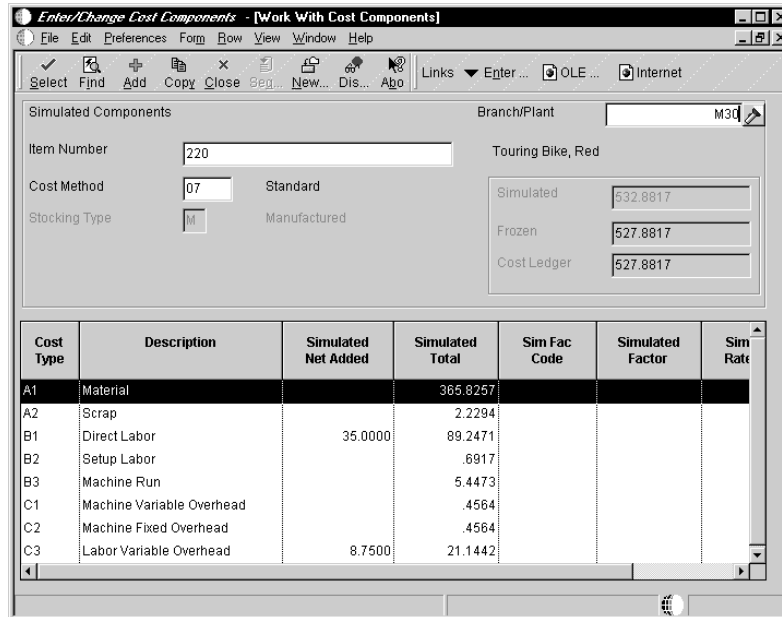 Enter/Change Cost Components - [Work With Cost Components]
File Edit Preferences Form Row View Window Help
Select Find Add Copy Close Seq... New... Dis... Abo Links Enter ... OLE ... Internet
Simulated Components Branch/Plant M30
Item Number 220 Touring Bike, Red
Cost Method 07 Standard Simulated 532.8817
Stocking Type M Manufactured
Frozen 527.8817
Cost Ledger 527.8817
Cost Type Description Simulated Net Added Simulated Total Sim Fac Code Simulated Factor Sim Rate
A1 Material 365.8257
A2 Scrap 2.2294
B1 Direct Labor 35.0000 89.2471
B2 Setup Labor .6917
B3 Machine Run 5.4473
C1 Machine Variable Overhead .4564
C2 Machine Fixed Overhead .4564
C3 Labor Variable Overhead 8.7500 21.1442